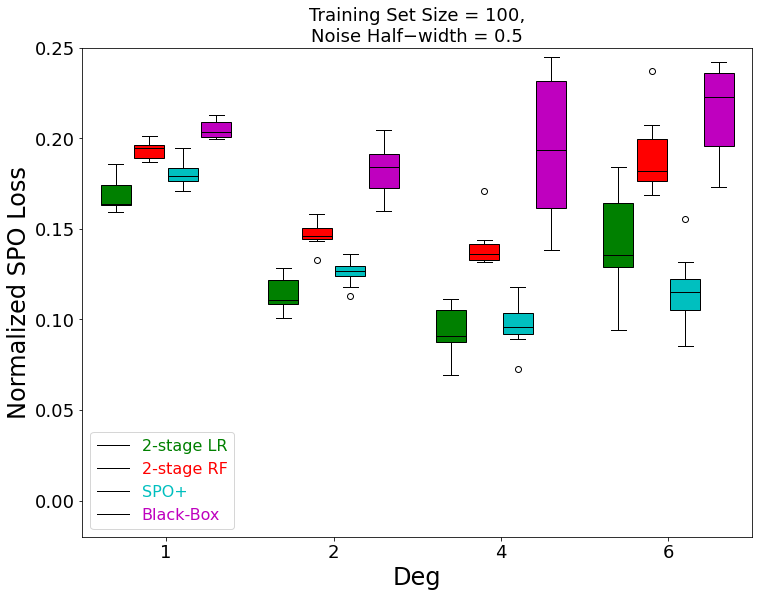 Training Set Size = 100,
Noise Half−width = 0.5
Normalized SPO Loss
0.25
0.20
0.15
0.10
0.05
0.00
2-stage LR
2-stage RF
SPO+
Black-Box
1 2 4 6
Deg